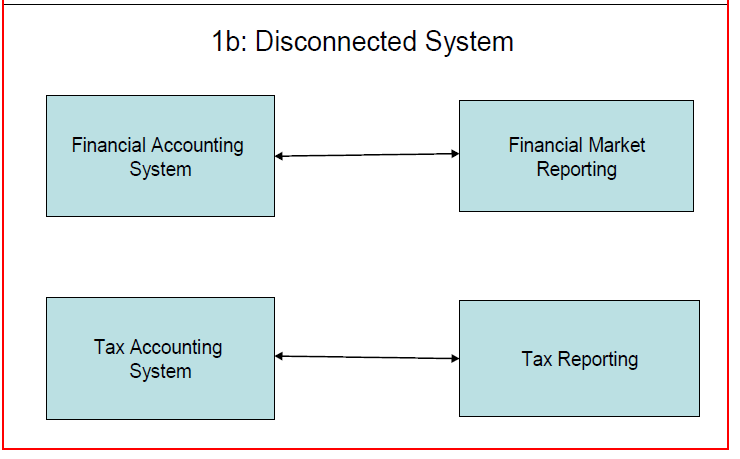 1b: Disconnected System
Financial Accounting
System
Financial Market
Reporting
Tax Accounting
System
Tax Reporting